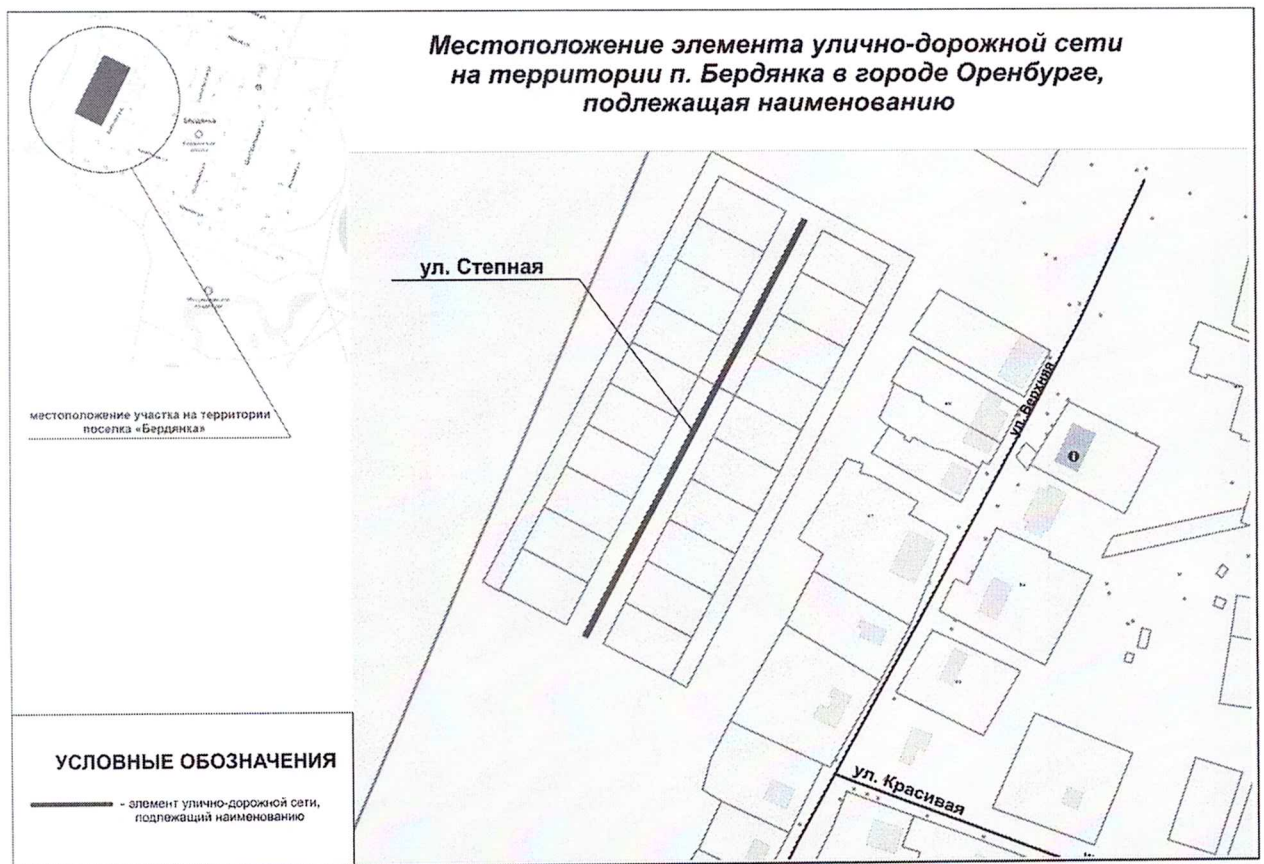 Местоположение элемента улично-дорожной сети
на территории п. Бердянка в городе Оренбурге,
подлежащая наименованию
Бердянка
ул. Степная
ул. Верхняя
местоположение участка на территории
поселка «Бердянка»
УСЛОВНЫЕ ОБОЗНАЧЕНИЯ
- элемент улично-дорожной сети,
подлежащий наименованию
ул. Красивая